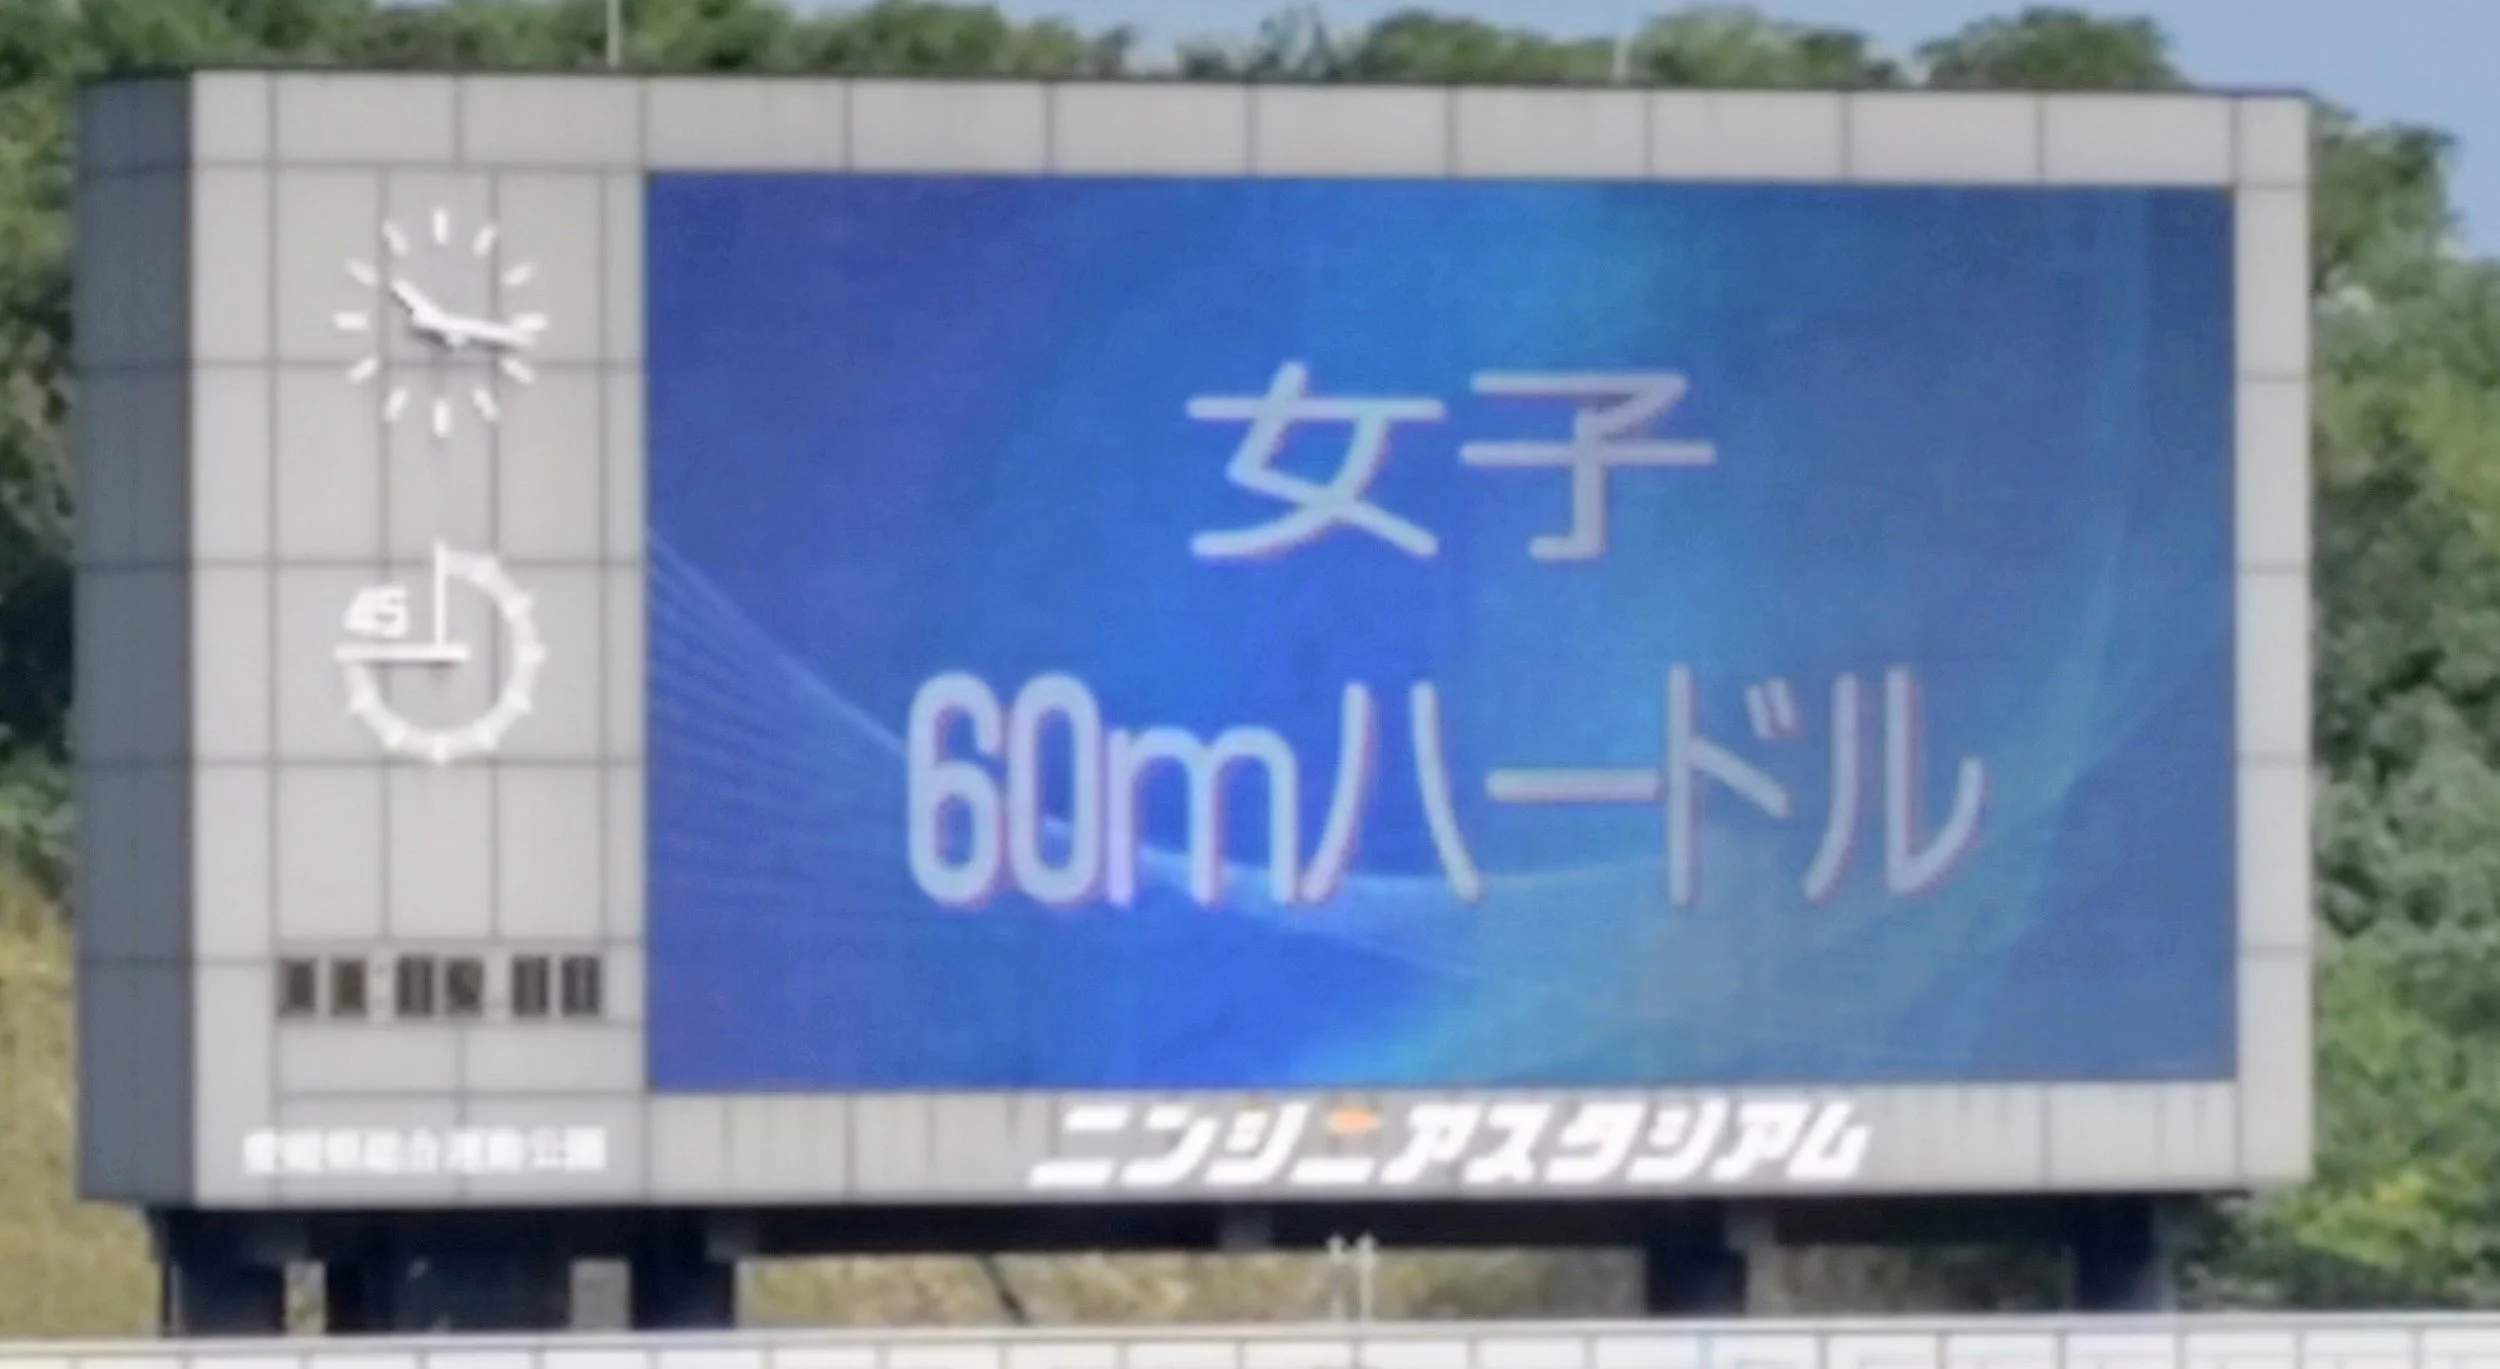 女子
60mハードル
45
愛媛県総合運動公園
ニンジニアスタジアム